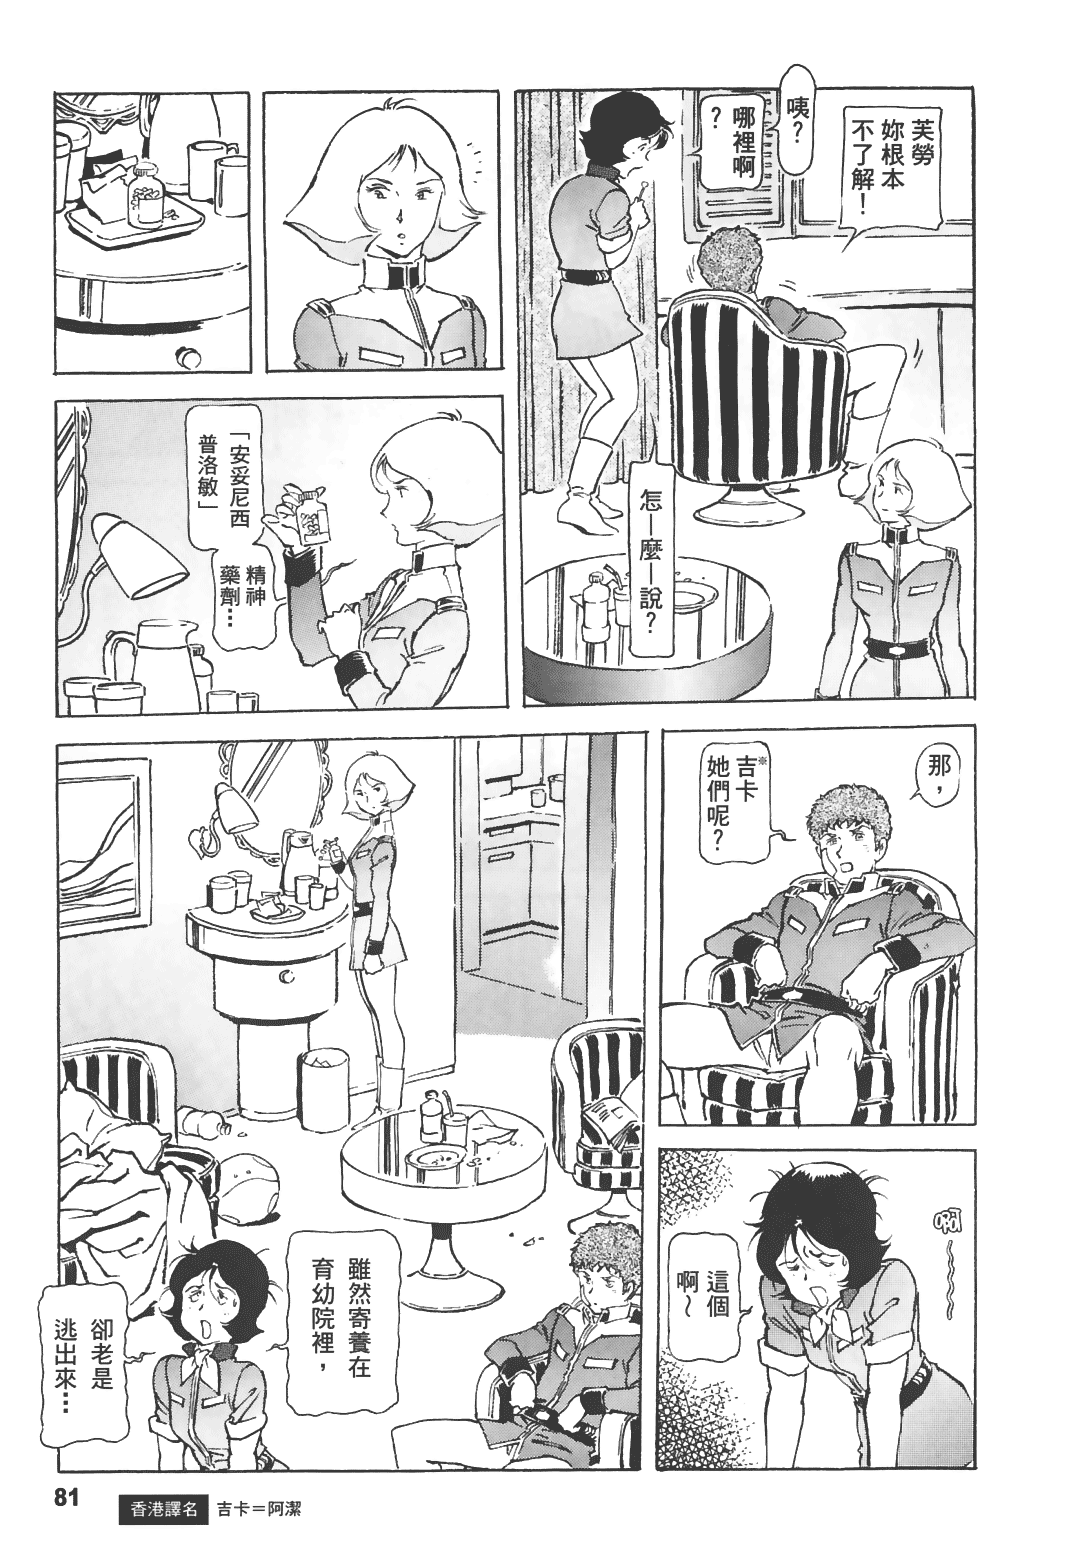 芙勞
妳根本
不了解！
咦？
哪裡啊
？
怎—麼—說？
「安妥尼西
普洛敏」
精神
藥劑…
那，
※吉卡
她們呢？
這個
啊～
雖然寄養在
育幼院裡，
卻老是
逃出來…
81
香港譯名
吉卡＝阿潔